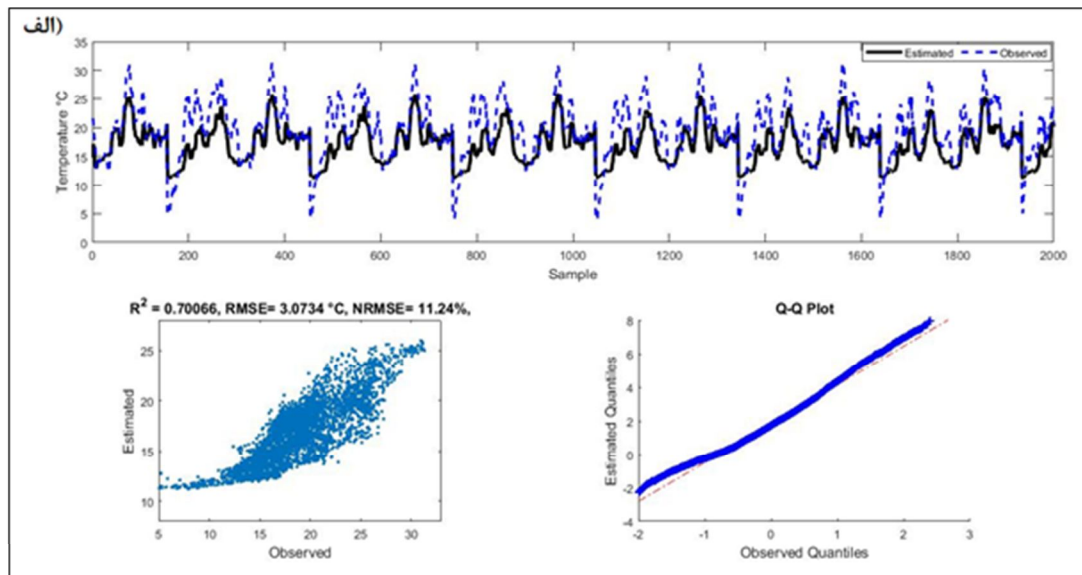 الف)
35
30
25
20
15
10
5
0
Temperature °C
Estimated
Observed
0 200 400 600 800 1000 1200 1400 1600 1800 2000
Sample
R² = 0.70066, RMSE= 3.0734 °C, NRMSE= 11.24%,
25
20
15
10
Estimated
5 10 15 20 25 30
Observed
Q-Q Plot
8
6
4
2
0
-2
-4
Estimated Quantiles
-2 -1 0 1 2 3
Observed Quantiles